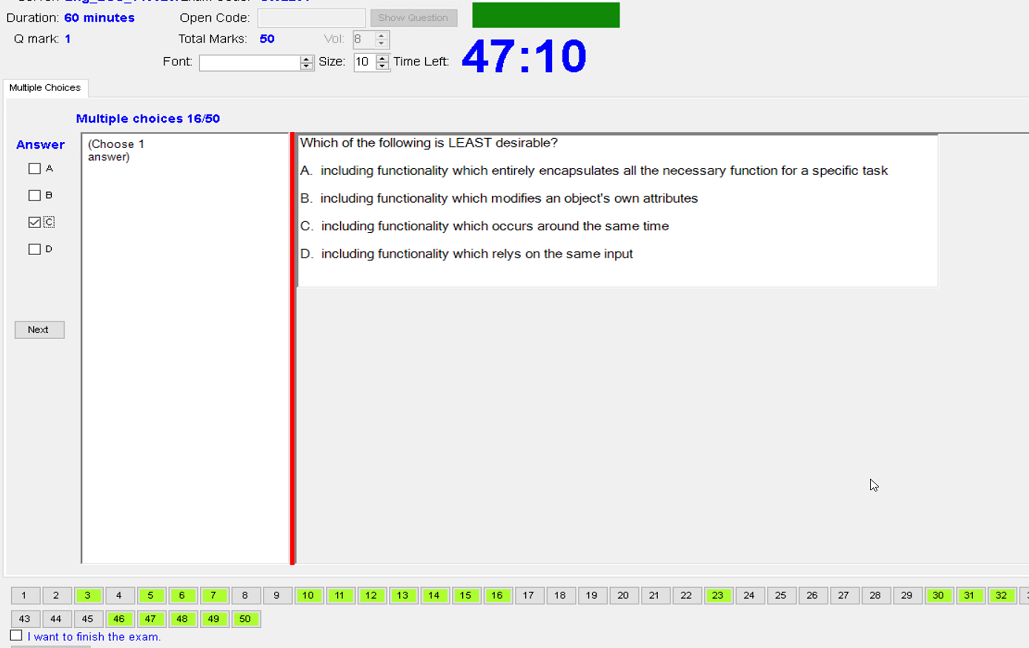 Duration: 60 minutes
Open Code:
Show Question
Q mark: 1
Total Marks: 50
Vol: 8
Font:
Size: 10
Time Left: 47:10
Multiple Choices
Multiple choices 16/50
Answer
(Choose 1
answer)
A
B
C
D
Next
Which of the following is LEAST desirable?
A. including functionality which entirely encapsulates all the necessary function for a specific task
B. including functionality which modifies an object's own attributes
C. including functionality which occurs around the same time
D. including functionality which relys on the same input
1 2 3 4 5 6 7 8 9 10 11 12 13 14 15 16 17 18 19 20 21 22 23 24 25 26 27 28 29 30 31 32
43 44 45 46 47 48 49 50
I want to finish the exam.